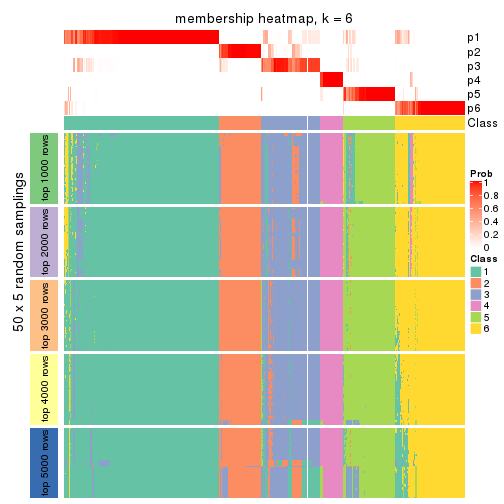 membership heatmap, k = 6
p1
p2
p3
p4
p5
p6
Class
50 x 5 random samplings
top 1000 rows
top 2000 rows
top 3000 rows
top 4000 rows
top 5000 rows
Prob
1
0.8
0.6
0.4
0.2
0
Class
1
2
3
4
5
6